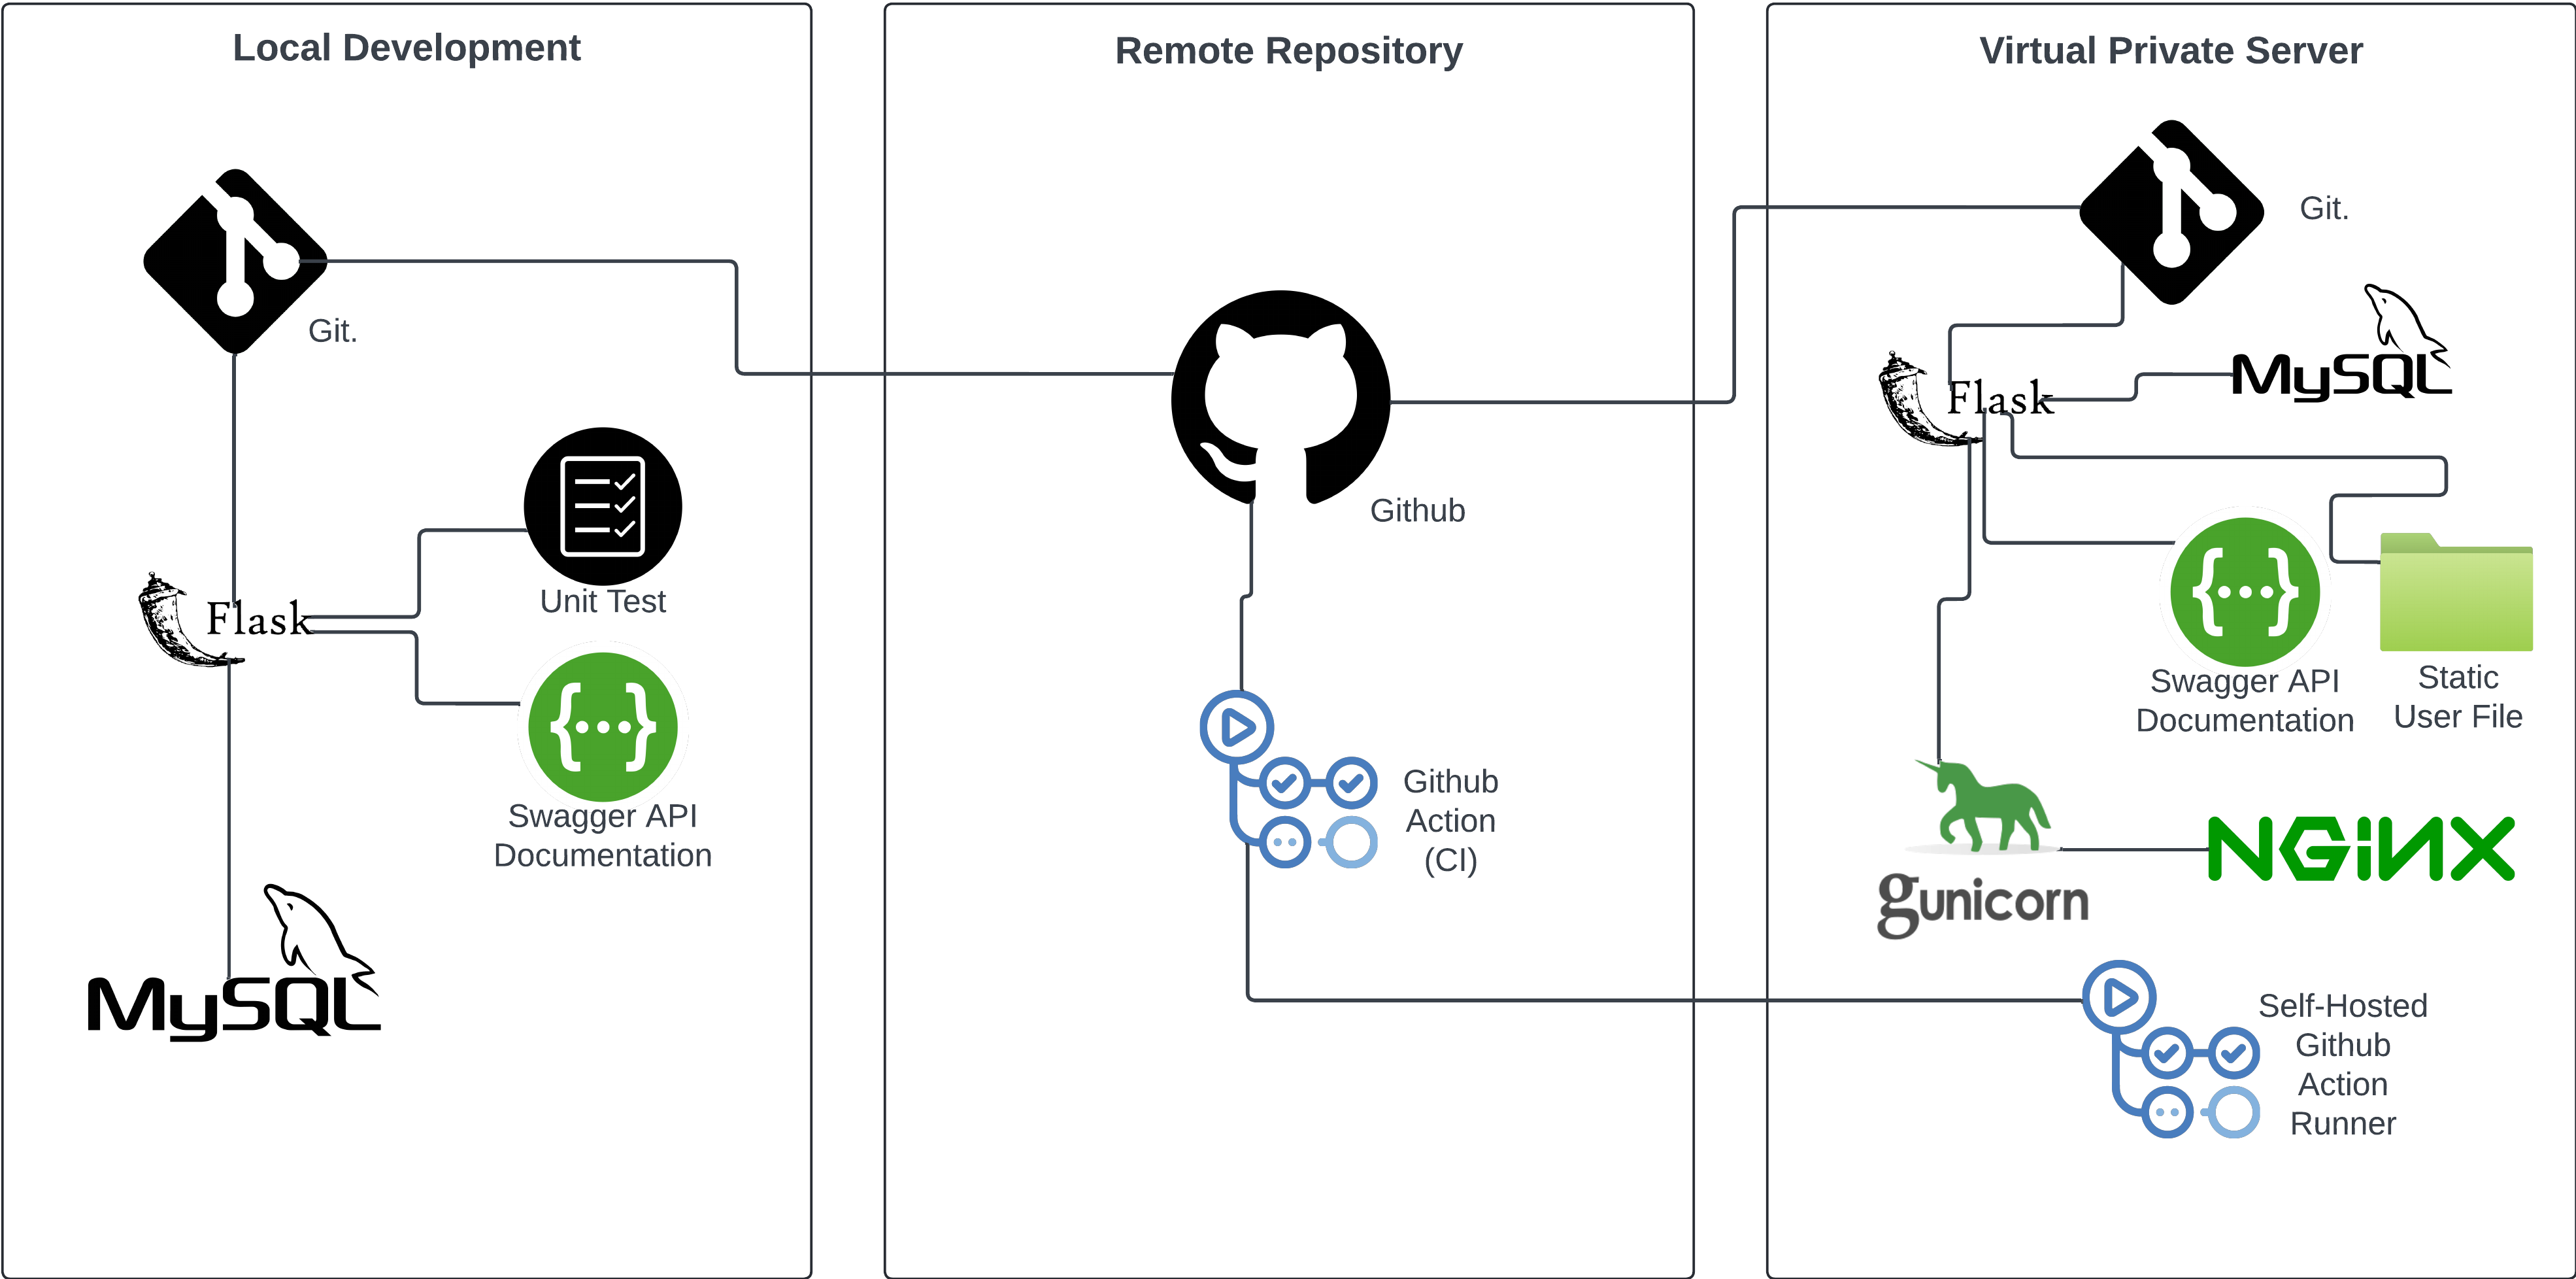 Local Development
Git.
Unit Test
Flask
Swagger API
Documentation
MySQL
Remote Repository
Github
Github
Action
(CI)
Virtual Private Server
Git.
MySQL
Flask
Swagger API
Documentation
Static
User File
gunicorn
NGINX
Self-Hosted
Github
Action
Runner